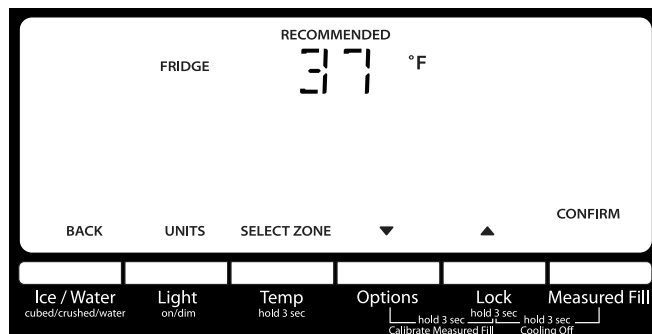 RECOMMENDED
FRIDGE 37 °F
CONFIRM
BACK UNITS SELECT ZONE ▼ ▲
Ice / Water Light Temp Options Lock Measured Fill
cubed/crushed/water on/dim hold 3 sec hold 3 sec
hold 3 sec hold 3 sec
Calibrate Measured Fill Cooling Off